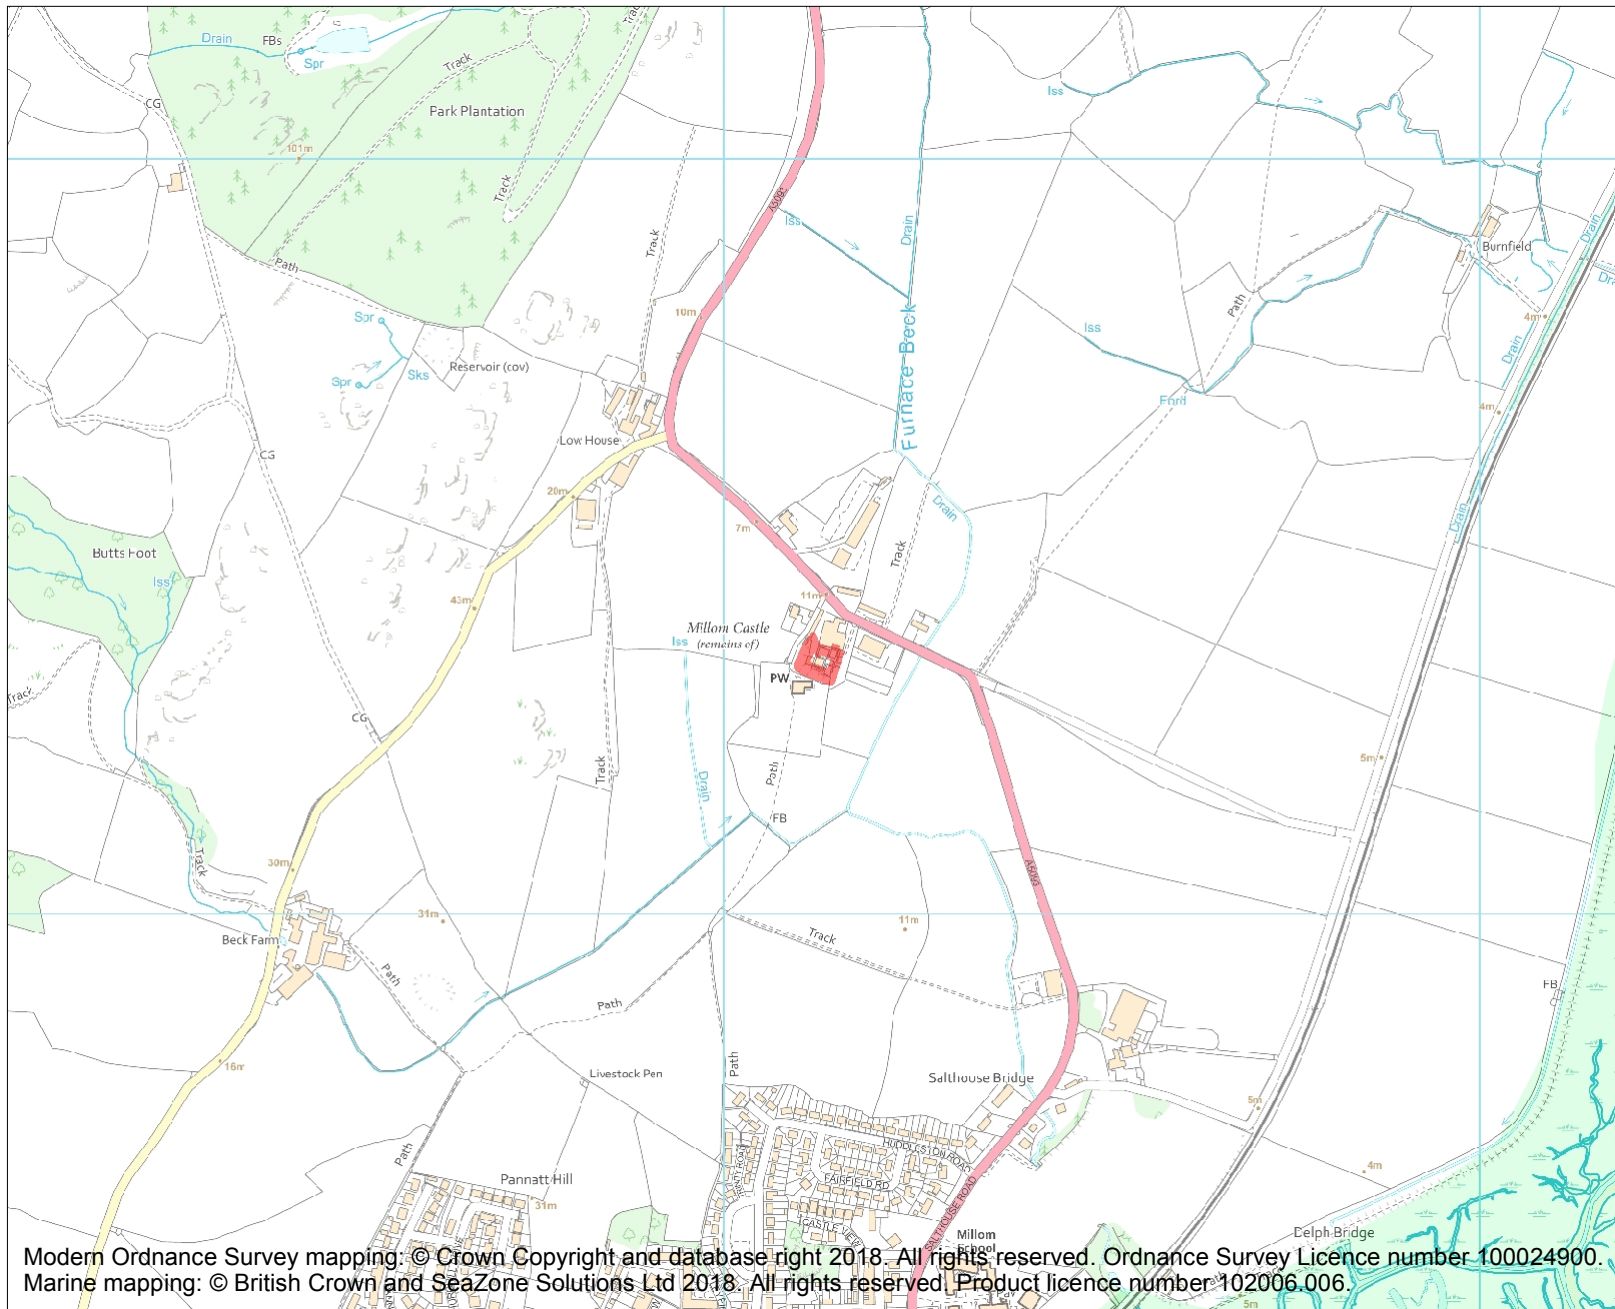 Drain
FBs
Spr
Track
Track
CG
Park Plantation
Iss
101m
Track
A5093
Iss
Drain
Drain
Burnfield
Track
Path
Path
10m
Spr
Iss
4m
Furnace Beck
Drain
Reservoir (cov)
Sks
Spr
Ford
4m
Low House
CG
20m
Drain
Drain
7m
Butts Foot
Track
Iss
43m
11m
Millom Castle
(remains of)
Iss
PW
Track
CG
Track
Path
Drain
5m
FB
Track
30m
A5093
31m
11m
Beck Farm
Track
Path
FB
Path
Path
Salthouse Bridge
16m
Livestock Pen
5m
HUDDLESTON ROAD
Path
4m
FAIRFIELD RD
Pannatt Hill
31m
SALTHOUSE ROAD
CASTLE VIEW
Millom
School
Delph Bridge
Modern Ordnance Survey mapping: © Crown Copyright and database right 2018. All rights reserved. Ordnance Survey Licence number 100024900.
Marine mapping: © British Crown and SeaZone Solutions Ltd 2018. All rights reserved. Product licence number 102006.006.
Pav
5m